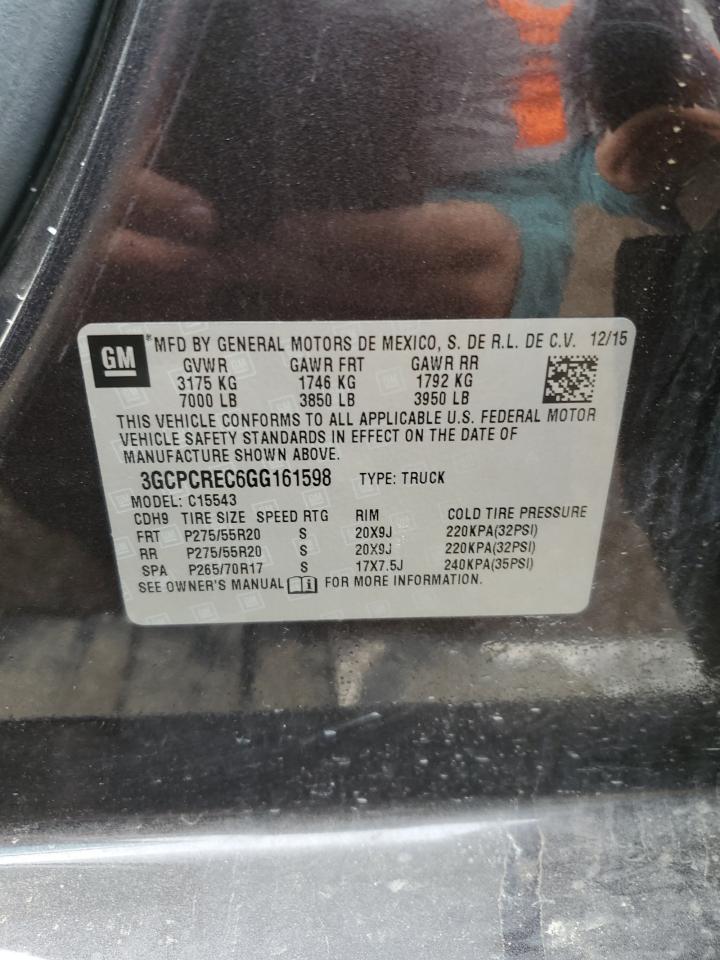 GM
*MFD BY GENERAL MOTORS DE MEXICO, S. DE R.L. DE C.V. 12/15
GVWR GAWR FRT GAWR RR
3175 KG 1746 KG 1792 KG
7000 LB 3850 LB 3950 LB
THIS VEHICLE CONFORMS TO ALL APPLICABLE U.S. FEDERAL MOTOR
VEHICLE SAFETY STANDARDS IN EFFECT ON THE DATE OF
MANUFACTURE SHOWN ABOVE.
3GCPCREC6GG161598 TYPE: TRUCK
MODEL: C15543
CDH9 TIRE SIZE SPEED RTG RIM COLD TIRE PRESSURE
FRT P275/55R20 S 20X9J 220KPA(32PSI)
RR P275/55R20 S 20X9J 220KPA(32PSI)
SPA P265/70R17 S 17X7.5J 240KPA(35PSI)
SEE OWNER'S MANUAL FOR MORE INFORMATION.